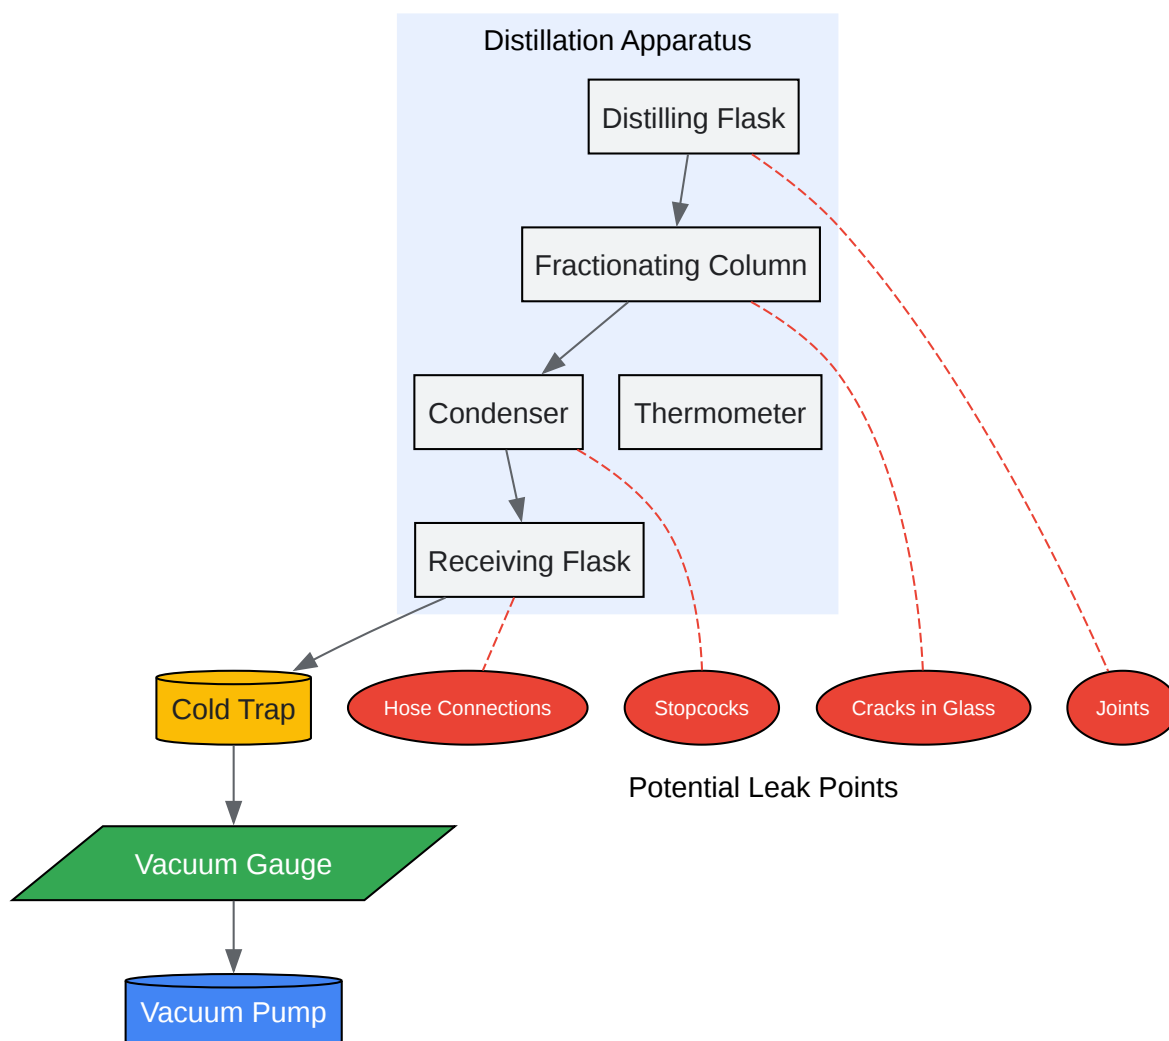 Distillation Apparatus
Distilling Flask
Fractionating Column
Condenser
Thermometer
Receiving Flask
Cold Trap
Hose Connections
Stopcocks
Cracks in Glass
Joints
Potential Leak Points
Vacuum Gauge
Vacuum Pump